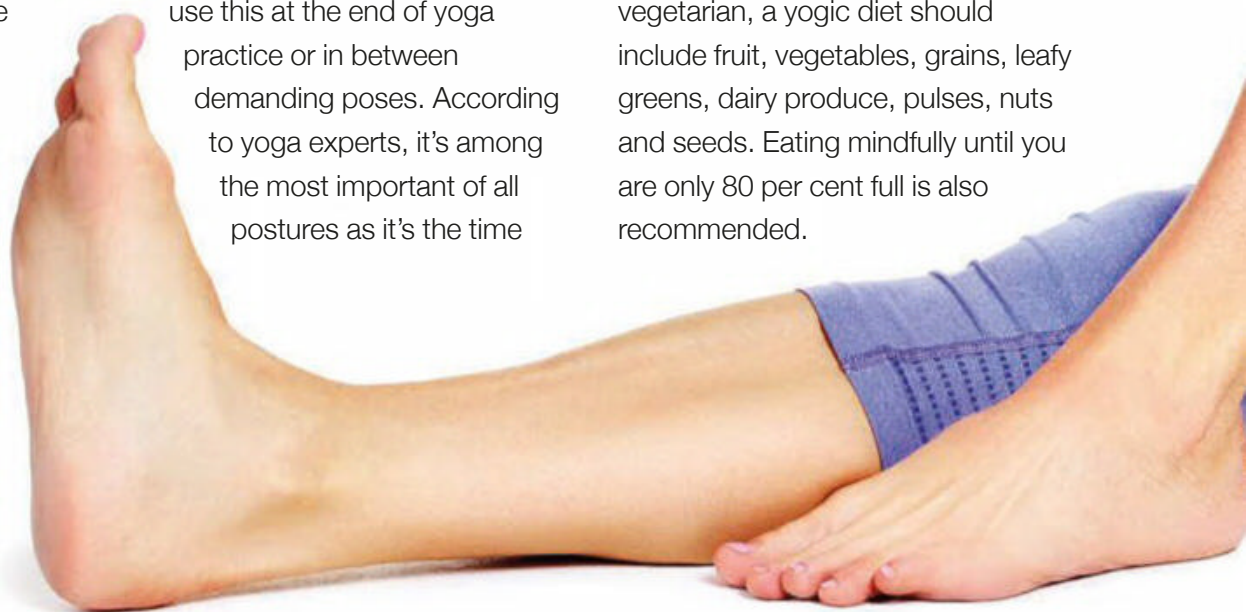 e
use this at the end of yoga
practice or in between
demanding poses. According
to yoga experts, it’s among
the most important of all
postures as it’s the time
vegetarian, a yogic diet should
include fruit, vegetables, grains, leafy
greens, dairy produce, pulses, nuts
and seeds. Eating mindfully until you
are only 80 per cent full is also
recommended.